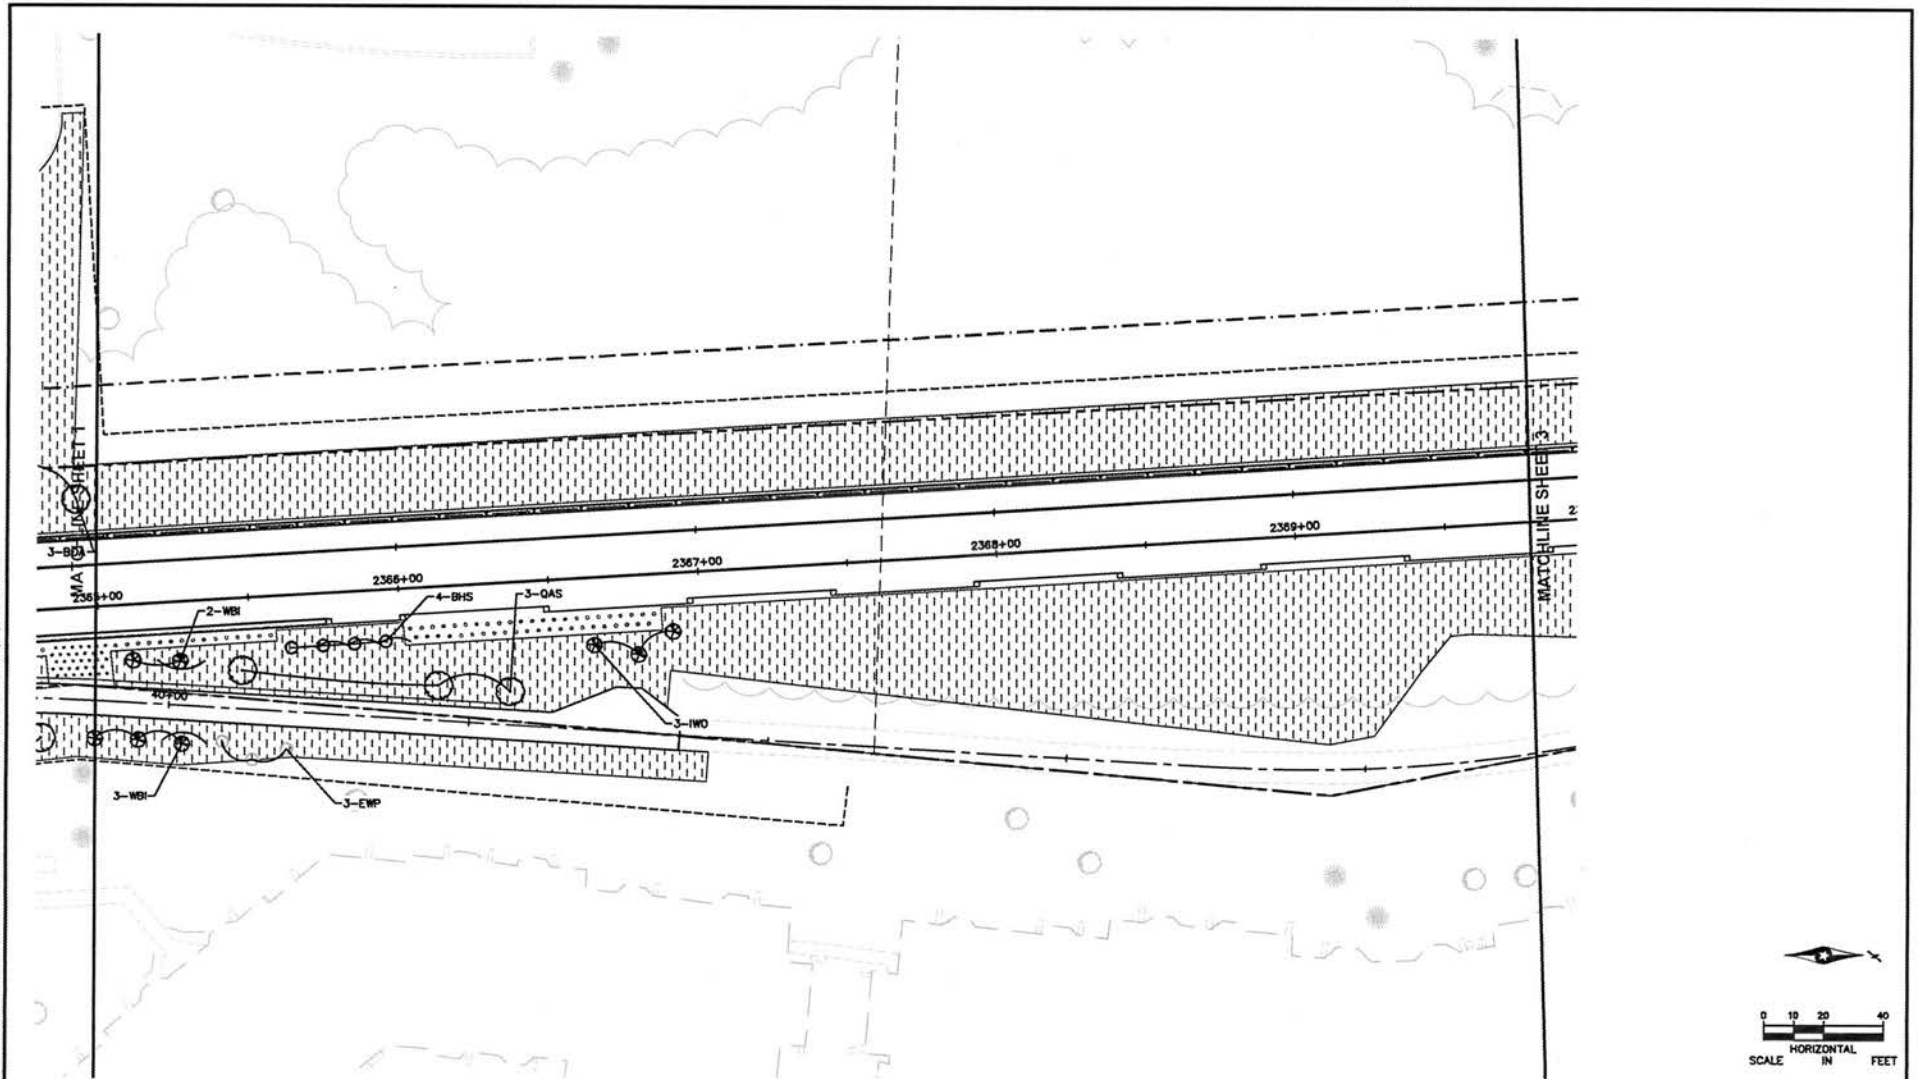 MATCHLINE SHEET 1
MATCHLINE SHEET 3
3-BDA
2365+00
2366+00
2367+00
2368+00
2369+00
2-WBI
4-BHS
3-QAS
40+00
3-IWO
3-WBI
3-EWP
0 10 20 40
HORIZONTAL
SCALE IN FEET